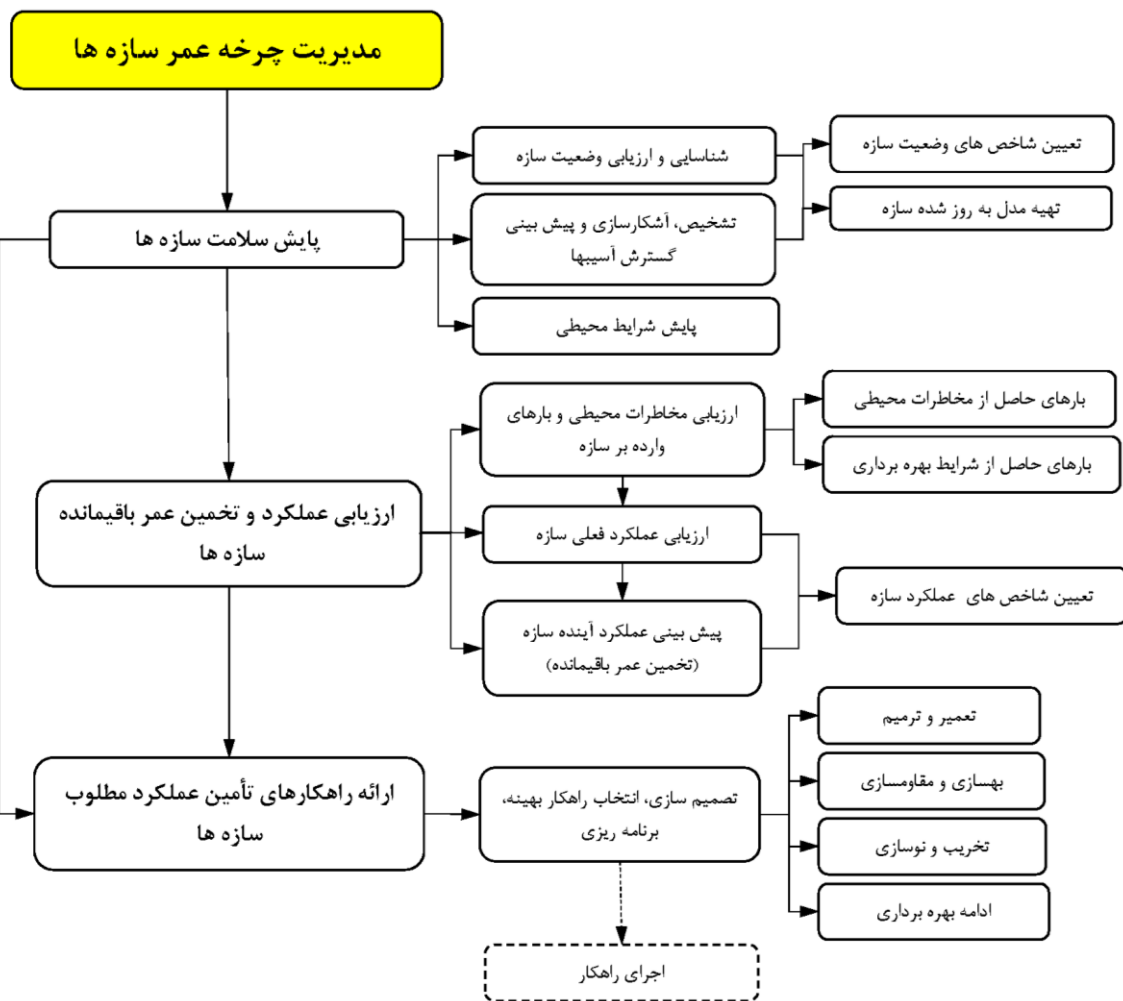 مدیریت چرخه عمر سازه ها
شناسایی و ارزیابی وضعیت سازه
تعیین شاخص های وضعیت سازه
پایش سلامت سازه ها
تشخیص، آشکارسازی و پیش بینی
گسترش آسیبها
تهیه مدل به روز شده سازه
پایش شرایط محیطی
ارزیابی عملکرد و تخمین عمر باقیمانده
سازه ها
ارزیابی مخاطرات محیطی و بارهای
وارده بر سازه
بارهای حاصل از مخاطرات محیطی
بارهای حاصل از شرایط بهره برداری
ارزیابی عملکرد فعلی سازه
پیش بینی عملکرد آینده سازه
(تخمین عمر باقیمانده)
تعیین شاخص های عملکرد سازه
ارائه راهکارهای تأمین عملکرد مطلوب
سازه ها
تصمیم سازی، انتخاب راهکار بهینه،
برنامه ریزی
تعمیر و ترمیم
بهسازی و مقاومسازی
تخریب و نوسازی
ادامه بهره برداری
اجرای راهکار